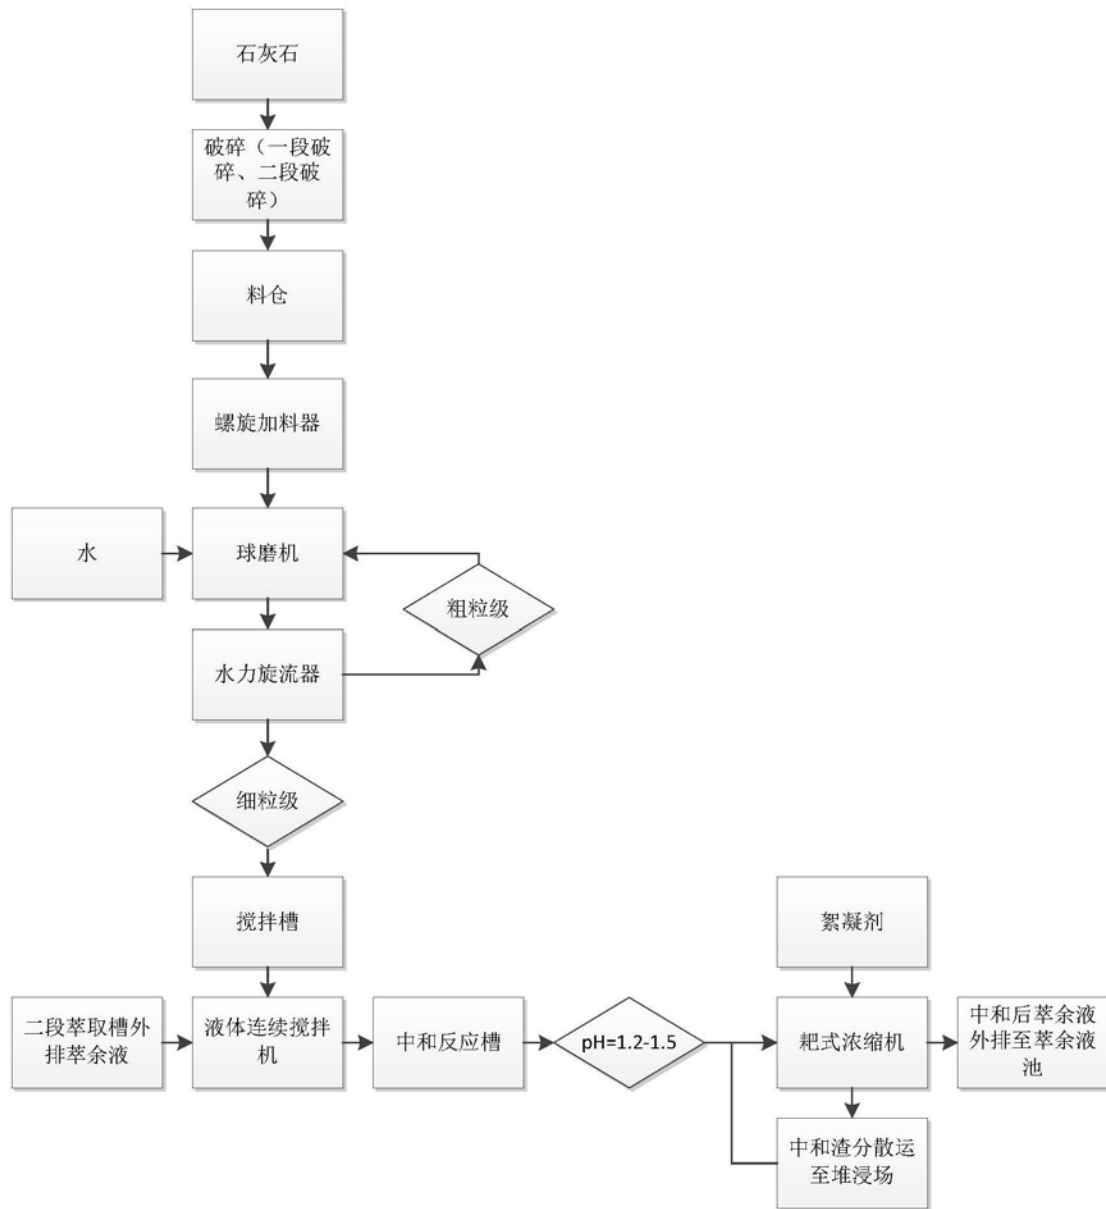 石灰石
破碎（一段破
碎、二段破
碎）
料仓
螺旋加料器
水
球磨机
粗粒级
水力旋流器
细粒级
搅拌槽
絮凝剂
二段萃取槽外
排萃余液
液体连续搅拌
机
中和反应槽
pH=1.2-1.5
耙式浓缩机
中和后萃余液
外排至萃余液
池
中和渣分散运
至堆浸场